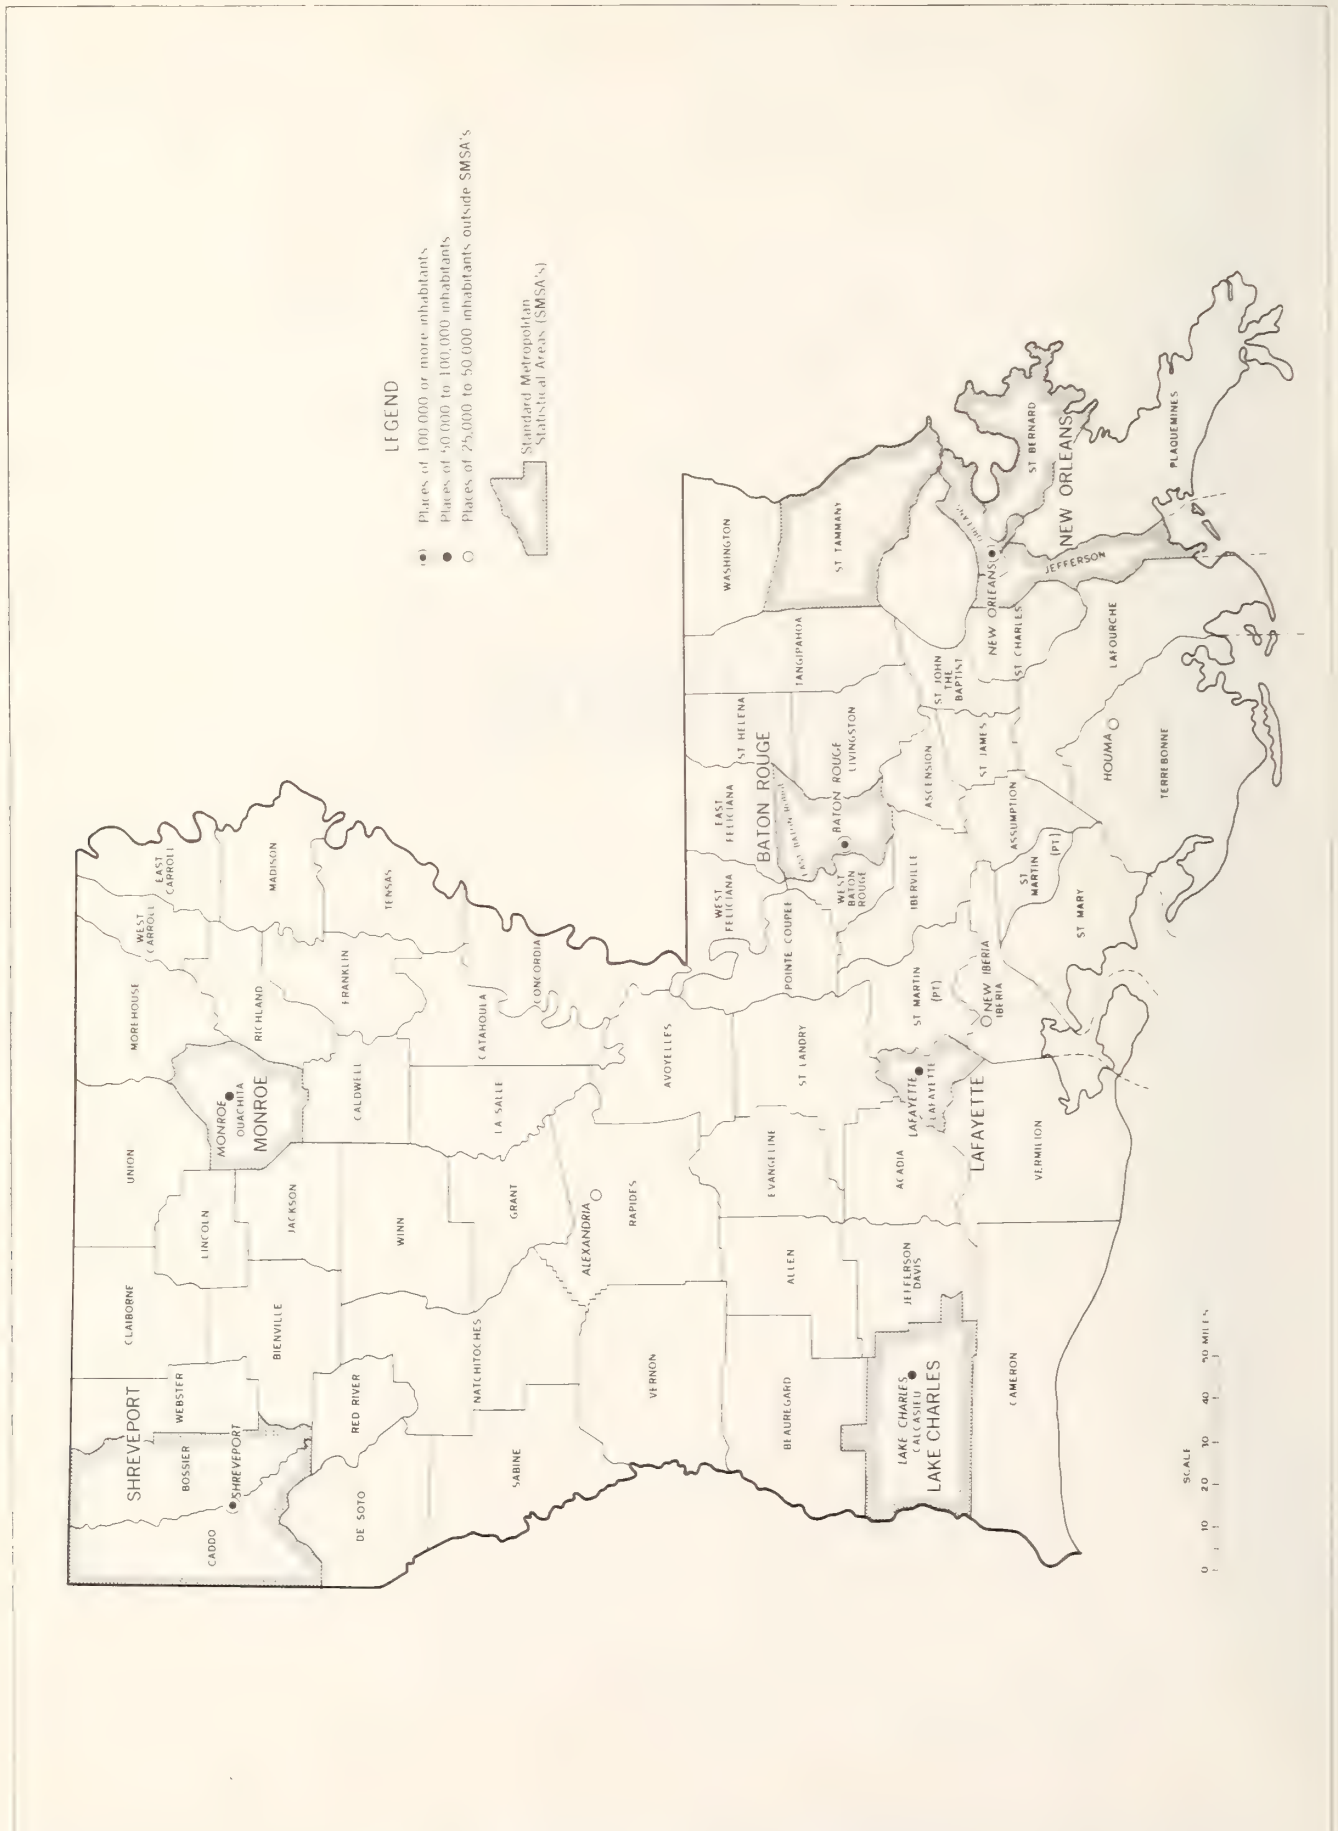 LEGEND
Places of 100,000 or more inhabitants
Places of 50,000 to 100,000 inhabitants
Places of 25,000 to 50,000 inhabitants outside SMSA's
Standard Metropolitan
Statistical Areas (SMSA's)
SHREVEPORT
CADDO
BOSSIER
WEBSTER
SHREVEPORT
CLAIBORNE
UNION
MOREHOUSE
WEST
CARROLL
EAST
CARROLL
LINCOLN
MONROE
OUACHITA
MONROE
RICHLAND
MADISON
BIENVILLE
JACKSON
DE SOTO
RED RIVER
WINN
CALDWELL
FRANKLIN
TENSAS
SABINE
NATCHITOCHES
GRANT
LA SALLE
CATAHOULA
CONCORDIA
ALEXANDRIA
VERNON
RAPIDES
AVOYELLES
BEAUREGARD
ALLEN
EVANGELINE
ST LANDRY
POINTE COUPEE
WEST
FELICIANA
EAST
FELICIANA
ST HELENA
TANGIPAHOA
WASHINGTON
BATON ROUGE
EAST BATON ROUGE
BATON ROUGE
WEST
BATON
ROUGE
LIVINGSTON
ST TAMMANY
LAKE CHARLES
CALCASIEU
LAKE CHARLES
JEFFERSON
DAVIS
ACADIA
LAFAYETTE
LAFAYETTE
LAFAYETTE
ST MARTIN
(PT)
IBERVILLE
ASCENSION
ST JOHN
THE
BAPTIST
ORLEANS
NEW ORLEANS
ST BERNARD
NEW ORLEANS
CAMERON
VERMILION
NEW IBERIA
IBERIA
ST
MARTIN
(PT)
ASSUMPTION
ST JAMES
ST CHARLES
JEFFERSON
ST MARY
HOUMA
TERREBONNE
LAFOURCHE
PLAQUEMINES
SCALE
0 10 20 30 40 50 MILES